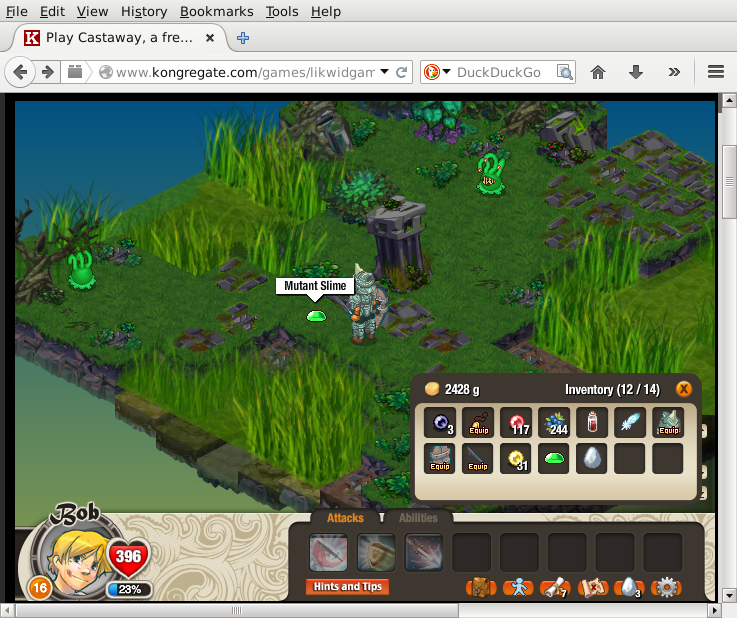 File Edit View History Bookmarks Tools Help
K Play Castaway, a fre...
www.kongregate.com/games/likwidgam
DuckDuckGo
Mutant Slime
2428 g
Inventory (12 / 14)
3 Equip 117 244 Equip
Equip Equip 31
Bob
Attacks Abilities
396
16 23%
Hints and Tips
7 3